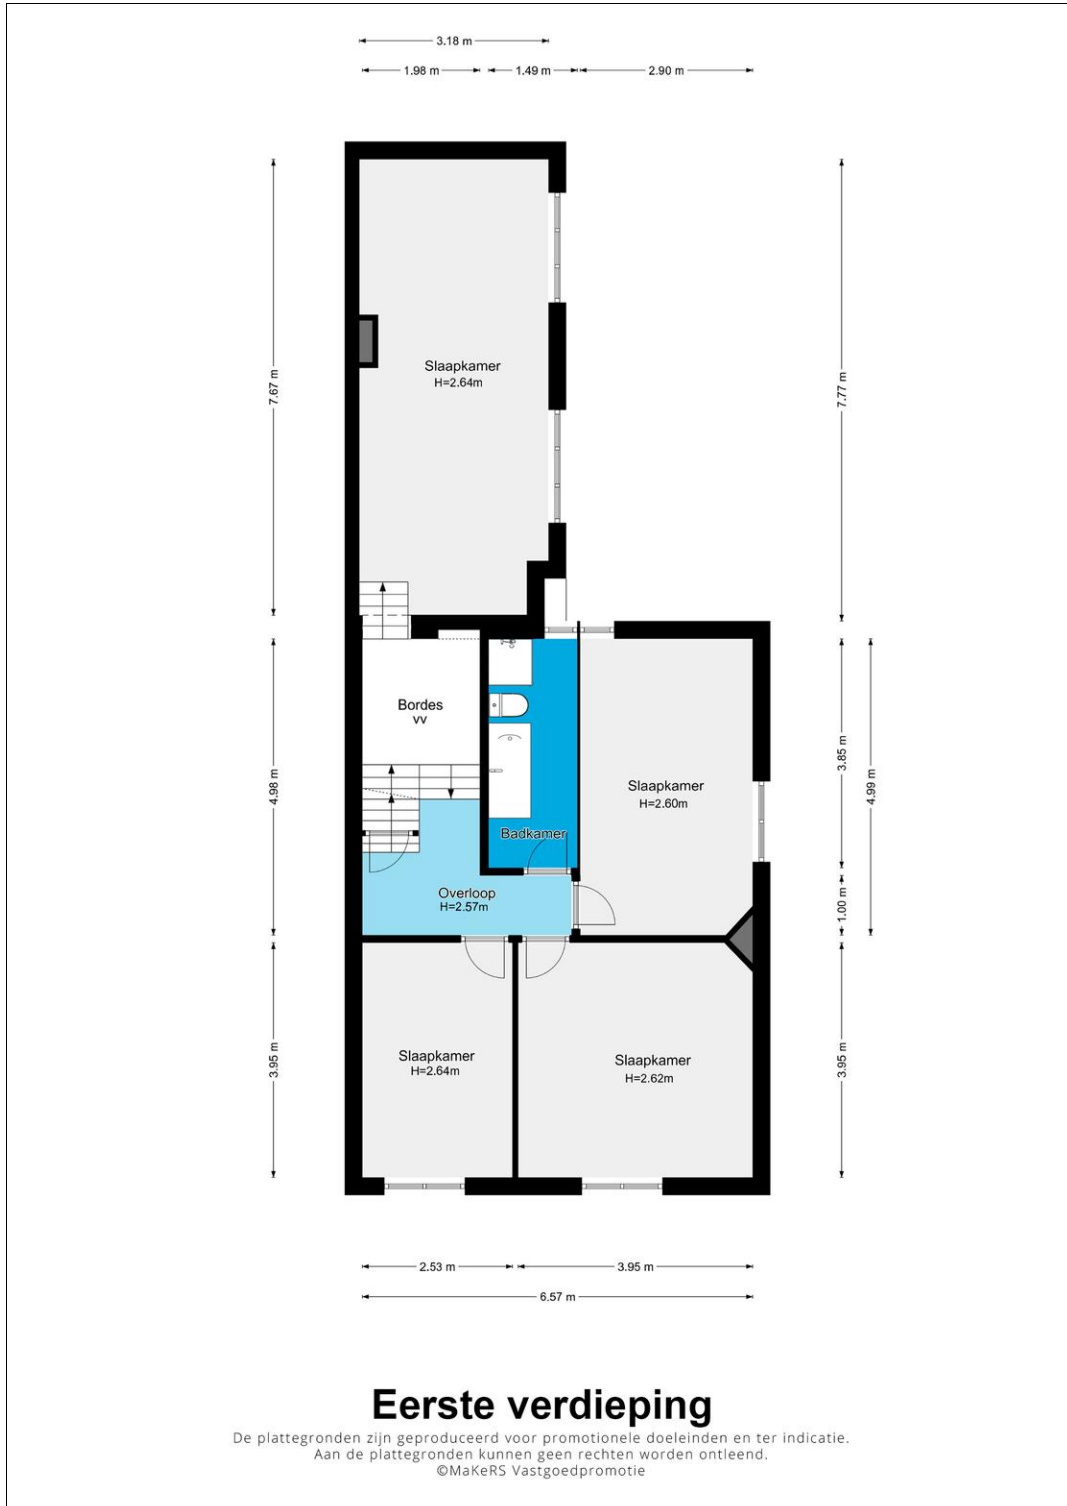 3.18 m
1.98 m
1.49 m
2.90 m
7.67 m
7.77 m
Slaapkamer
H=2.64m
Bordes
vv
4.98 m
3.85 m
4.99 m
Slaapkamer
H=2.60m
Badkamer
Overloop
H=2.57m
1.00 m
3.95 m
Slaapkamer
H=2.64m
Slaapkamer
H=2.62m
3.95 m
2.53 m
3.95 m
6.57 m
Eerste verdieping
De plattegronden zijn geproduceerd voor promotionele doeleinden en ter indicatie.
Aan de plattegronden kunnen geen rechten worden ontleend.
©MaKeRS Vastgoedpromotie